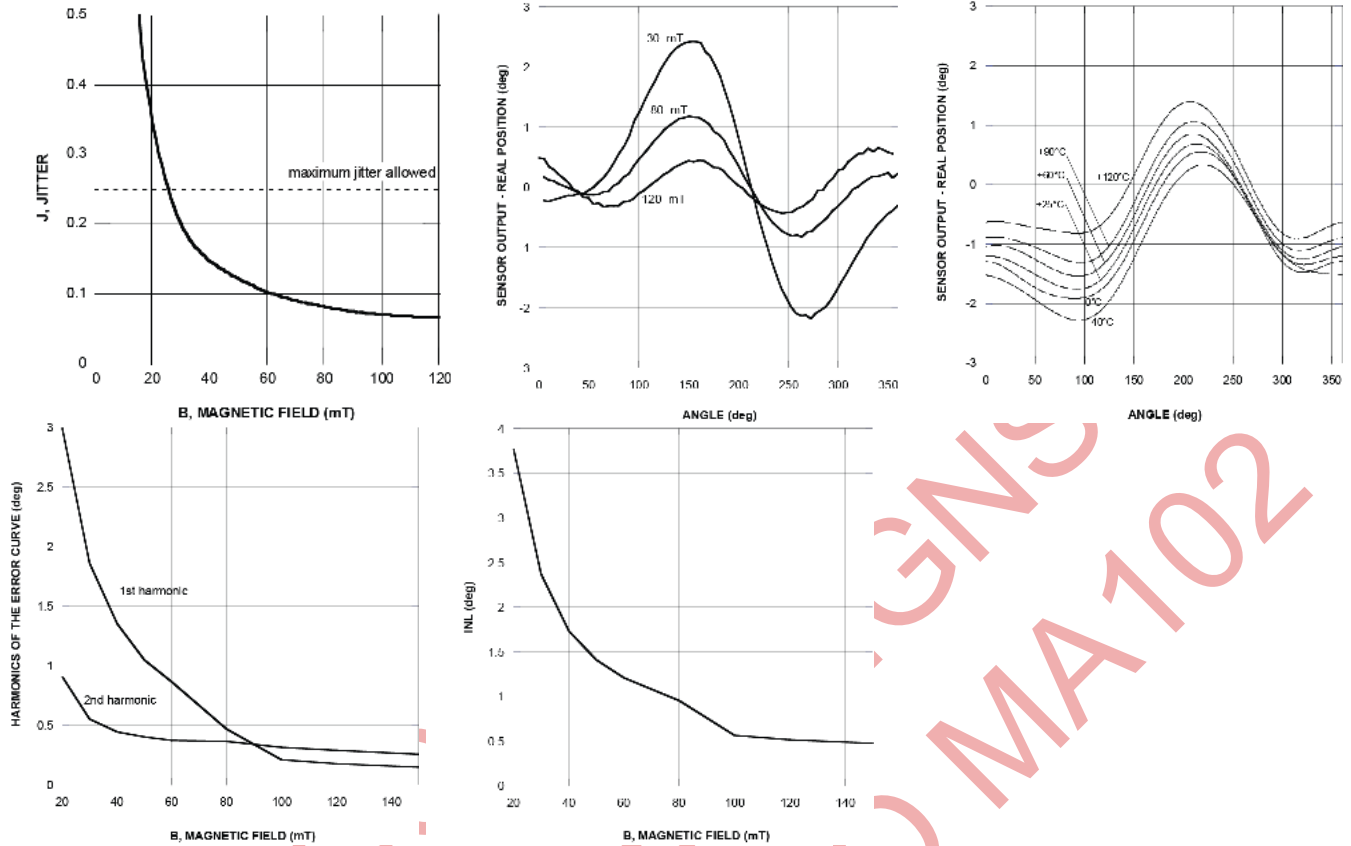 0.5
0.4
0.3
0.2
0.1
0
J, JITTER
maximum jitter allowed
0 20 40 60 80 100 120
B, MAGNETIC FIELD (mT)
3
2
1
0
1
-2
3
SENSOR OUTPUT - REAL POSITION (deg)
30 mT
80 mT
120 mT
0 50 100 150 200 250 300 350
ANGLE (deg)
3
2
1
0
-1
-2
-3
SENSOR OUTPUT - REAL POSITION (deg)
+90°C
+60°C
+25°C
+120°C
0°C
40°C
0 50 100 150 200 250 300 350
ANGLE (deg)
3
2.5
2
1.5
1
0.5
0
HARMONICS OF THE ERROR CURVE (deg)
1st harmonic
2nd harmonic
20 40 60 80 100 120 140
B, MAGNETIC FIELD (mT)
4
3.5
3
2.5
2
1.5
1
0.5
0
INL (deg)
20 40 60 80 100 120 140
B, MAGNETIC FIELD (mT)
GNS
MA102